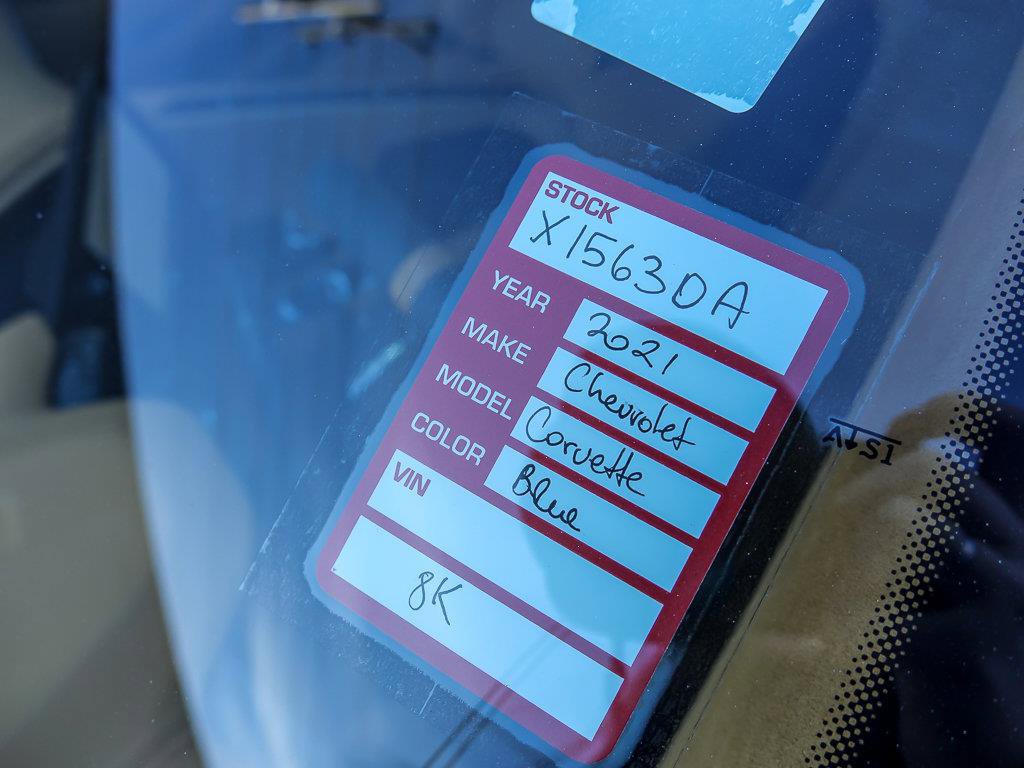 STOCK
X15630A
YEAR 2021
MAKE Chevrolet
MODEL Corvette
COLOR Blue
VIN
8K
AS1